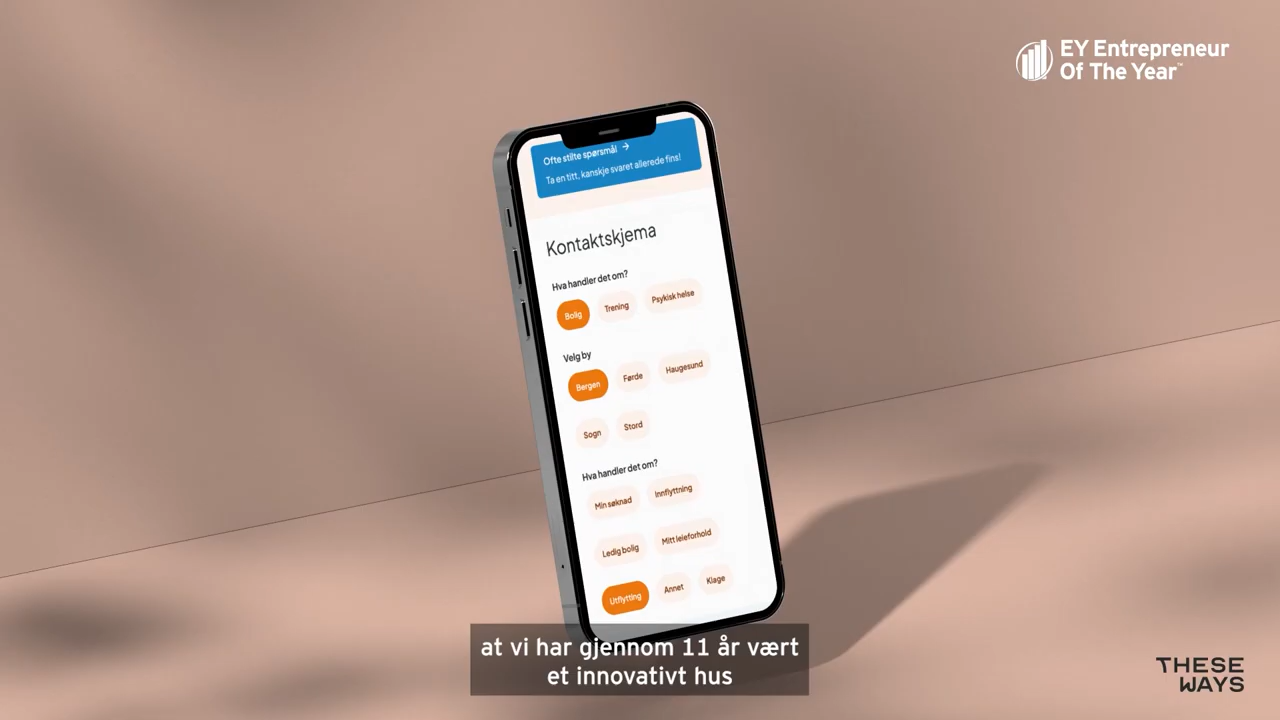 EY Entrepreneur
Of The Year™
Ofte stilte spørsmål →
Ta en titt, kanskje svaret allerede fins!
Kontaktskjema
Hva handler det om?
Bolig
Trening
Psykisk helse
Velg by
Bergen
Førde
Haugesund
Sogn
Stord
Hva handler det om?
Min søknad
Innflyttning
Ledig bolig
Mitt leieforhold
Utflytting
Annet
Klage
at vi har gjennom 11 år vært
et innovativt hus
THESE
WAYS